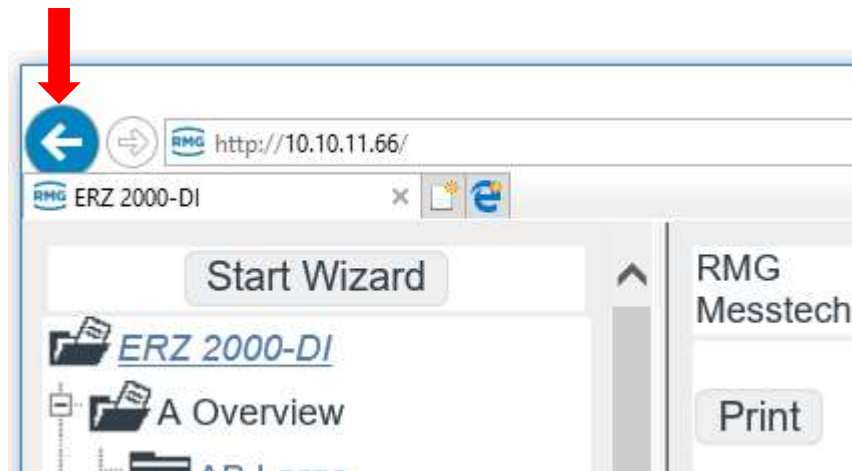 RMG http://10.10.11.66/
RMG ERZ 2000-DI
Start Wizard
ERZ 2000-DI
A Overview
RMG
Messtech
Print